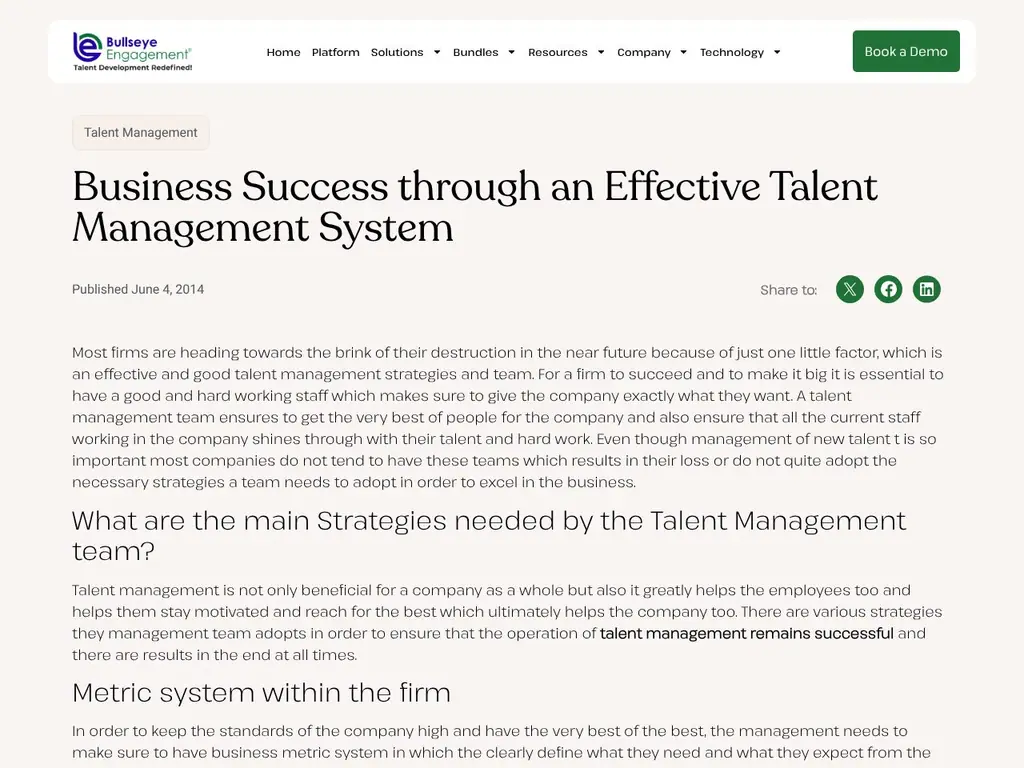 Bullseye
Engagement®
Talent Development Redefined!
Home Platform Solutions Bundles Resources Company Technology
Book a Demo
Talent Management
Business Success through an Effective Talent
Management System
Published June 4, 2014
Share to:
Most firms are heading towards the brink of their destruction in the near future because of just one little factor, which is
an effective and good talent management strategies and team. For a firm to succeed and to make it big it is essential to
have a good and hard working staff which makes sure to give the company exactly what they want. A talent
management team ensures to get the very best of people for the company and also ensure that all the current staff
working in the company shines through with their talent and hard work. Even though management of new talent t is so
important most companies do not tend to have these teams which results in their loss or do not quite adopt the
necessary strategies a team needs to adopt in order to excel in the business.
What are the main Strategies needed by the Talent Management
team?
Talent management is not only beneficial for a company as a whole but also it greatly helps the employees too and
helps them stay motivated and reach for the best which ultimately helps the company too. There are various strategies
they management team adopts in order to ensure that the operation of talent management remains successful and
there are results in the end at all times.
Metric system within the firm
In order to keep the standards of the company high and have the very best of the best, the management needs to
make sure to have business metric system in which the clearly define what they need and what they expect from the